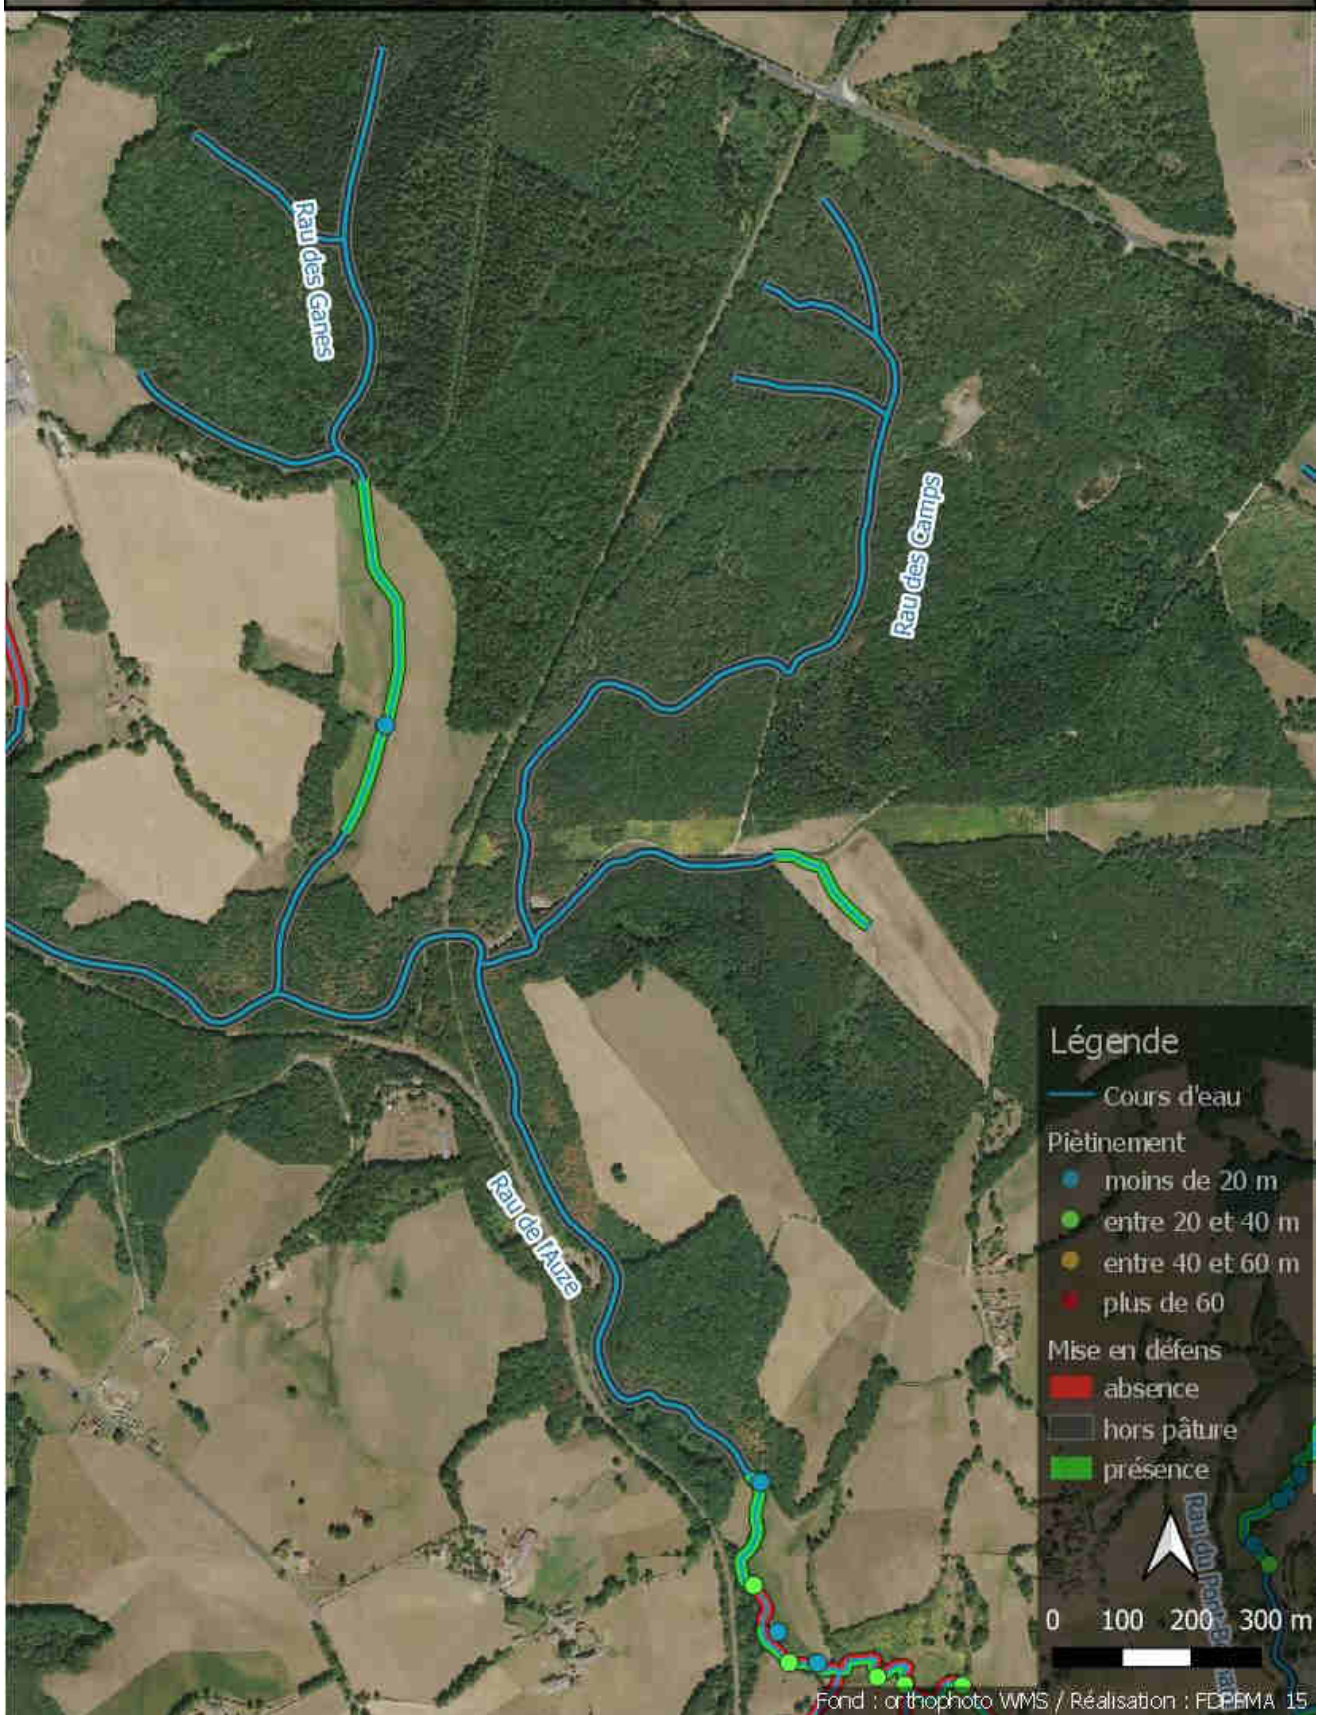 Rau des Ganes
Rau des Camps
Rau de l'Auze
Légende
Cours d'eau
Piètinement
moins de 20 m
entre 20 et 40 m
entre 40 et 60 m
plus de 60
Mise en défens
absence
hors pâture
présence
Rau du
0 100 200 300 m
Fond : orthophoto WMS / Réalisation : FDPPMA 15